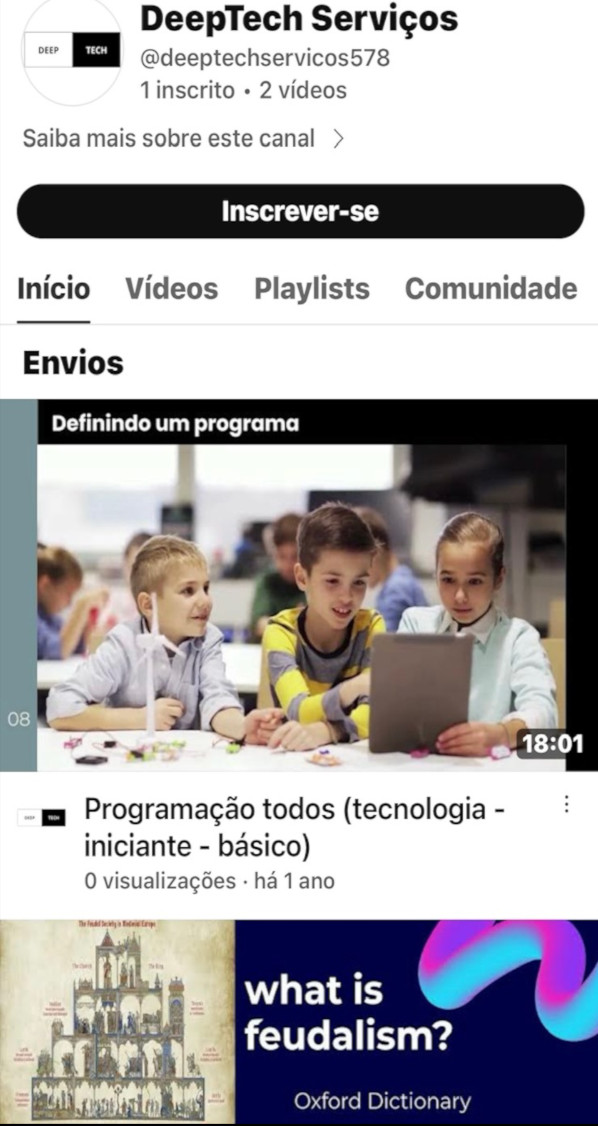 DEEP TECH
DeepTech Serviços
@deeptechservicos578
1 inscrito • 2 vídeos
Saiba mais sobre este canal
Inscrever-se
Início Vídeos Playlists Comunidade
Envios
Definindo um programa
08
18:01
DEEP TECH
Programação todos (tecnologia -
iniciante - básico)
0 visualizações · há 1 ano
The Feudal Society in Medieval Europe
what is
feudalism?
Oxford Dictionary